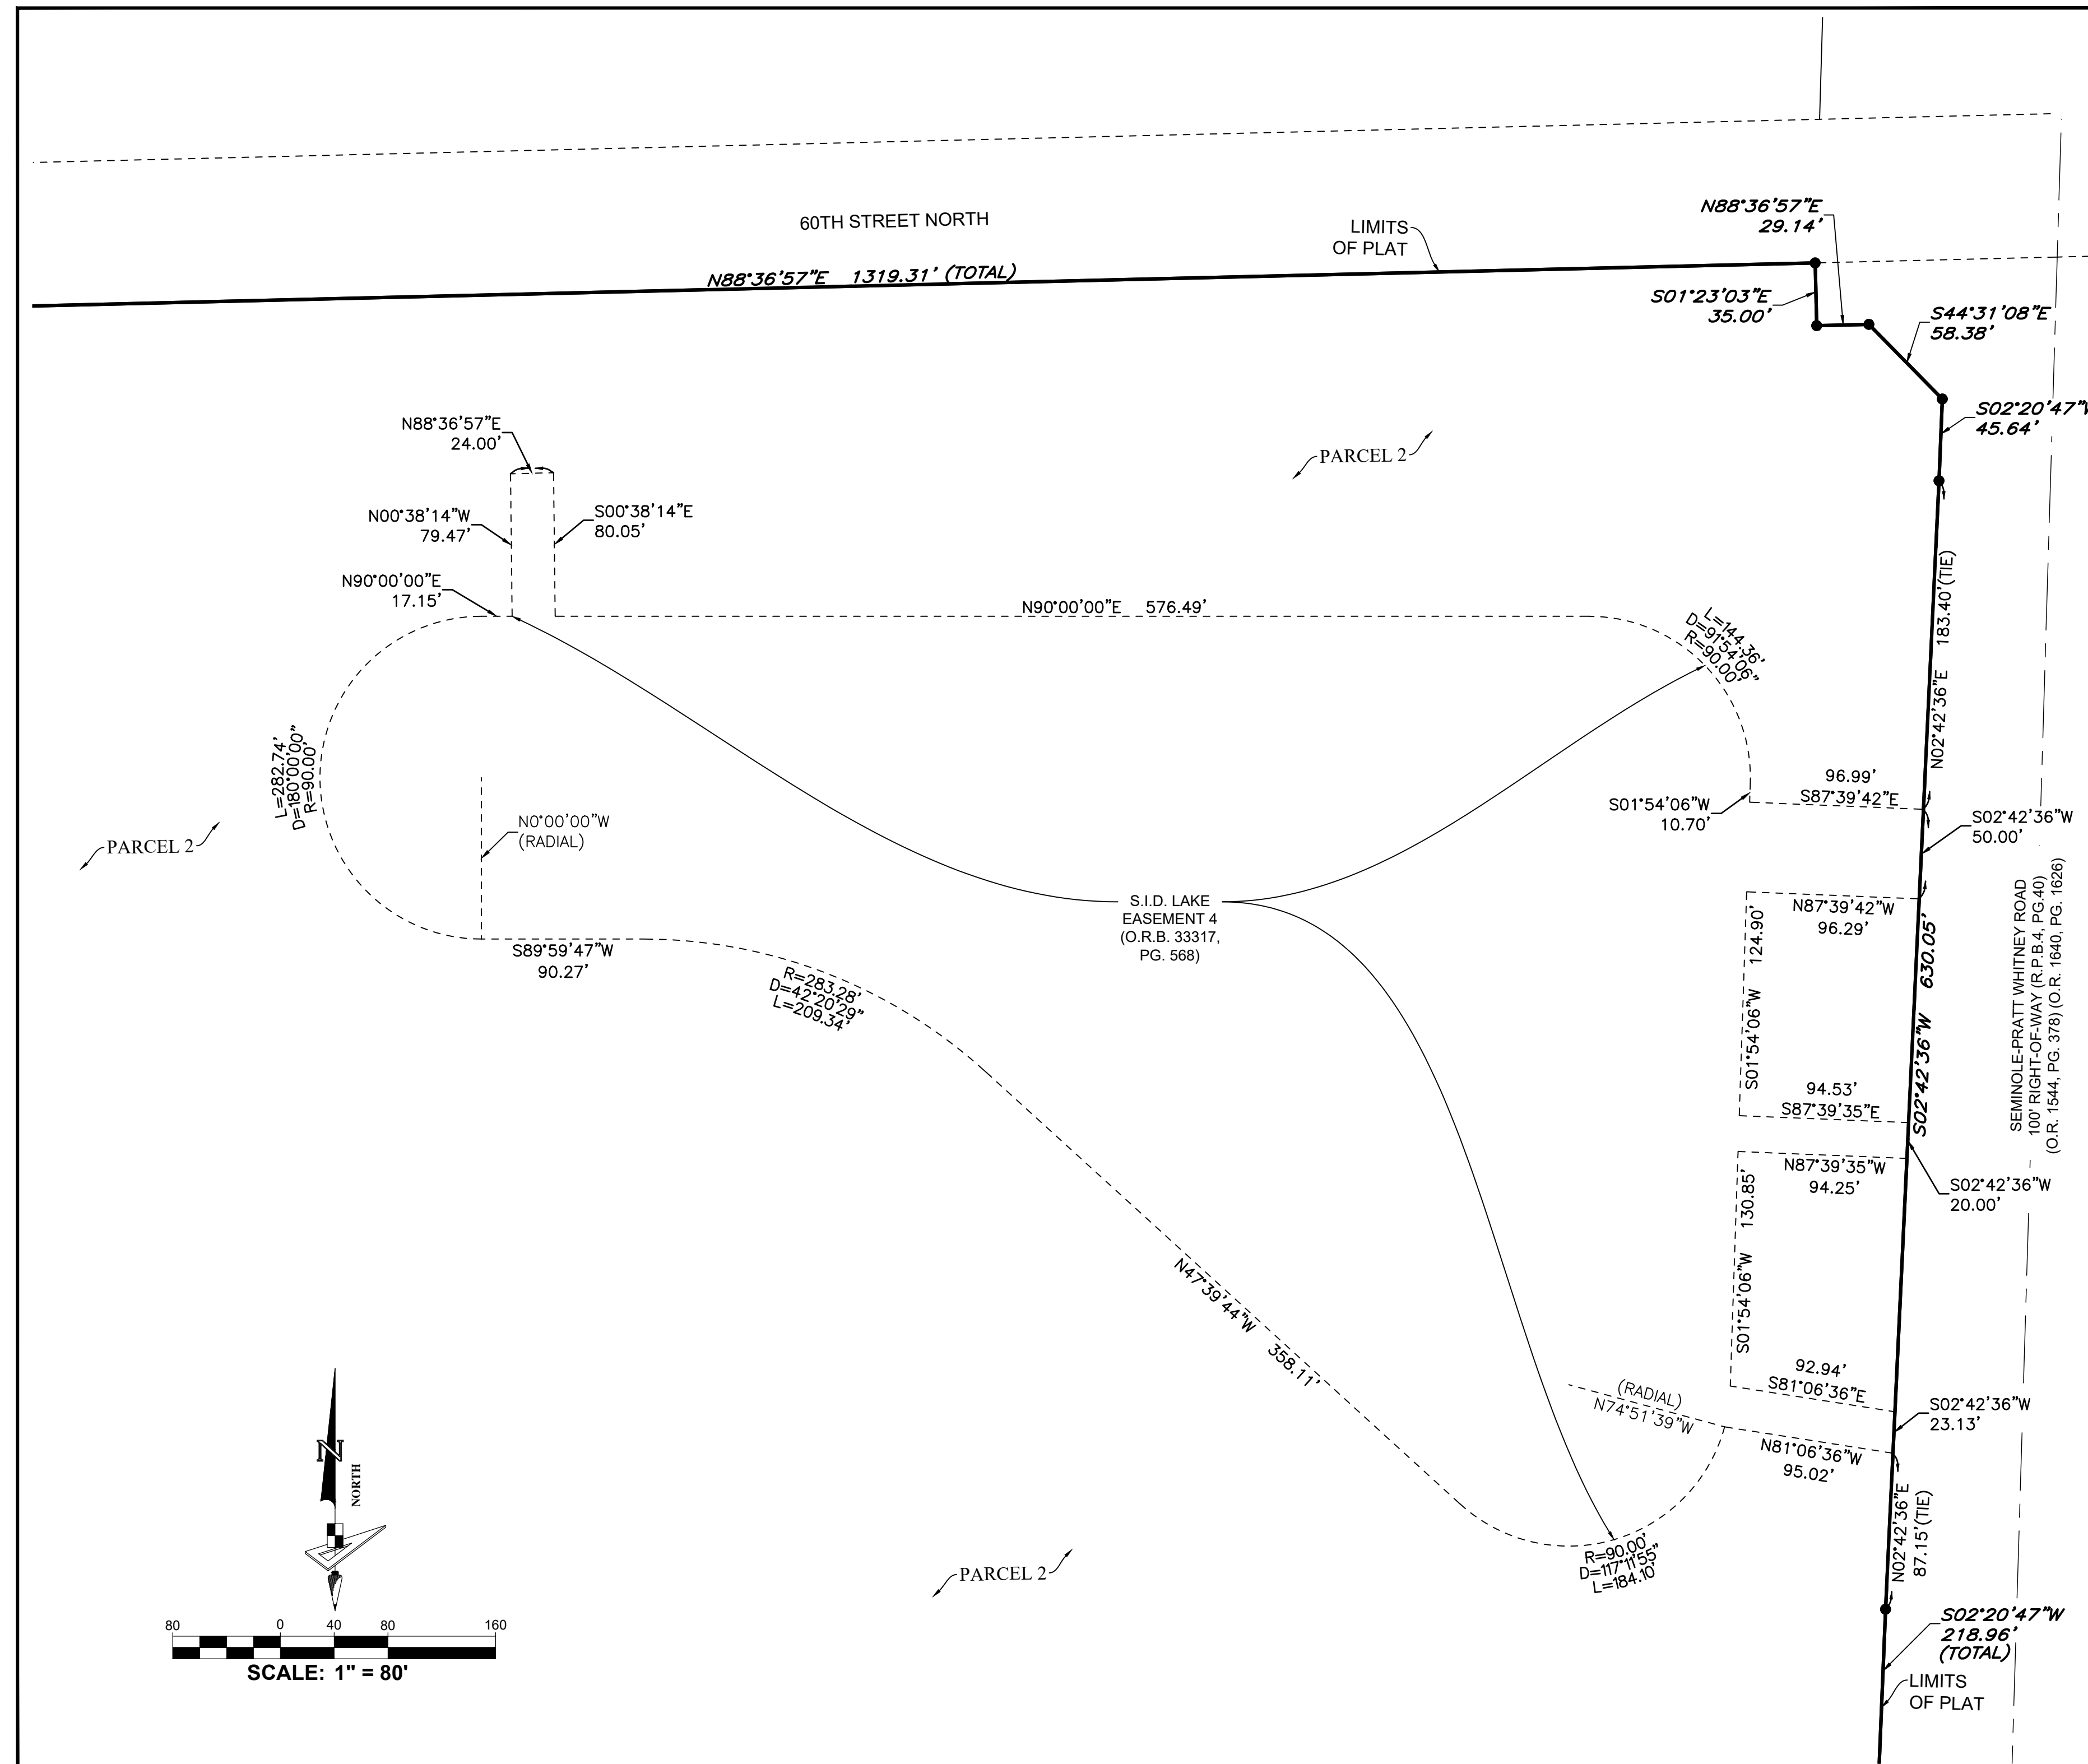 60TH STREET NORTH
LIMITS
OF PLAT
N88°36'57"E
29.14'
N88°36'57"E 1319.31' (TOTAL)
S01°23'03"E
35.00'
S44°31'08"E
58.38'
S02°20'47"W
45.64'
N88°36'57"E
24.00'
PARCEL 2
N00°38'14"W
79.47'
S00°38'14"E
80.05'
N90°00'00"E
17.15'
N90°00'00"E 576.49'
L=144.36'
D=91°54'06"
R=90.00'
N02°42'36"E 183.40'(TIE)
L=282.74'
D=180°00'00"
R=90.00'
N0°00'00"W
(RADIAL)
PARCEL 2
96.99'
S87°39'42"E
S01°54'06"W
10.70'
S02°42'36"W
50.00'
S.I.D. LAKE
EASEMENT 4
(O.R.B. 33317,
PG. 568)
N87°39'42"W
96.29'
S01°54'06"W 124.90'
S02°42'36"W 630.05'
SEMINOLE-PRATT WHITNEY ROAD
100' RIGHT-OF-WAY (R.P.B.4, PG.40)
(O.R. 1544, PG. 378) (O.R. 1640, PG. 1626)
S89°59'47"W
90.27'
R=283.28'
D=42°20'29"
L=209.34'
94.53'
S87°39'35"E
N87°39'35"W
94.25'
S02°42'36"W
20.00'
S01°54'06"W 130.85'
N47°39'44"W 358.11'
92.94'
S81°06'36"E
(RADIAL)
N74°51'39"W
S02°42'36"W
23.13'
N81°06'36"W
95.02'
N02°42'36"E
87.15'(TIE)
R=90.00'
D=117°11'55"
L=184.10'
PARCEL 2
S02°20'47"W
218.96'
(TOTAL)
LIMITS
OF PLAT
N
NORTH
80 0 40 80 160
SCALE: 1" = 80'